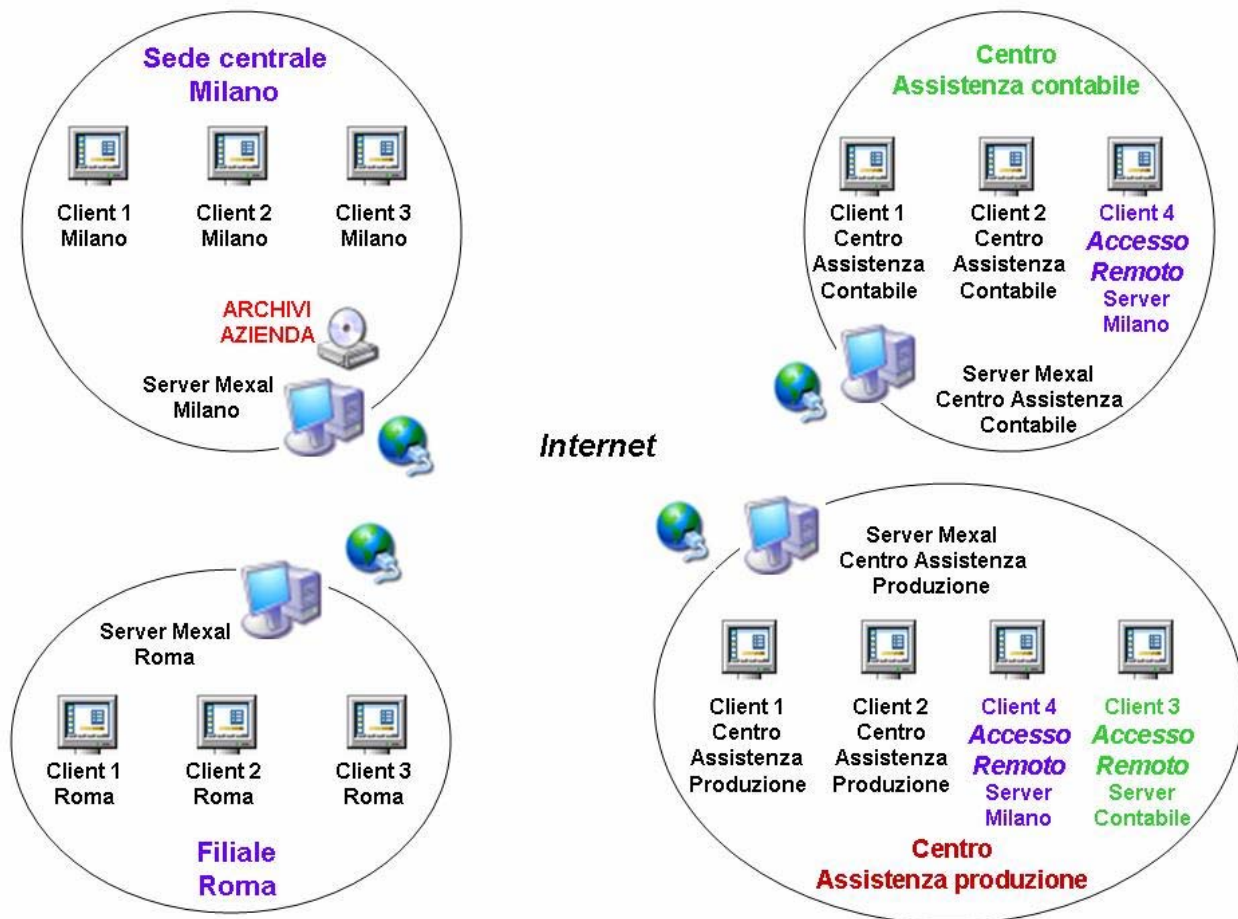 Sede centrale
Milano
Client 1
Milano
Client 2
Milano
Client 3
Milano
ARCHIVI
AZIENDA
Server Mexal
Milano
Centro
Assistenza contabile
Client 1
Centro
Assistenza
Contabile
Client 2
Centro
Assistenza
Contabile
Client 4
Accesso
Remoto
Server
Milano
Server Mexal
Centro Assistenza
Contabile
Internet
Server Mexal
Roma
Client 1
Roma
Client 2
Roma
Client 3
Roma
Filiale
Roma
Server Mexal
Centro Assistenza
Produzione
Client 1
Centro
Assistenza
Produzione
Client 2
Centro
Assistenza
Produzione
Client 4
Accesso
Remoto
Server
Milano
Client 3
Accesso
Remoto
Server
Contabile
Centro
Assistenza produzione